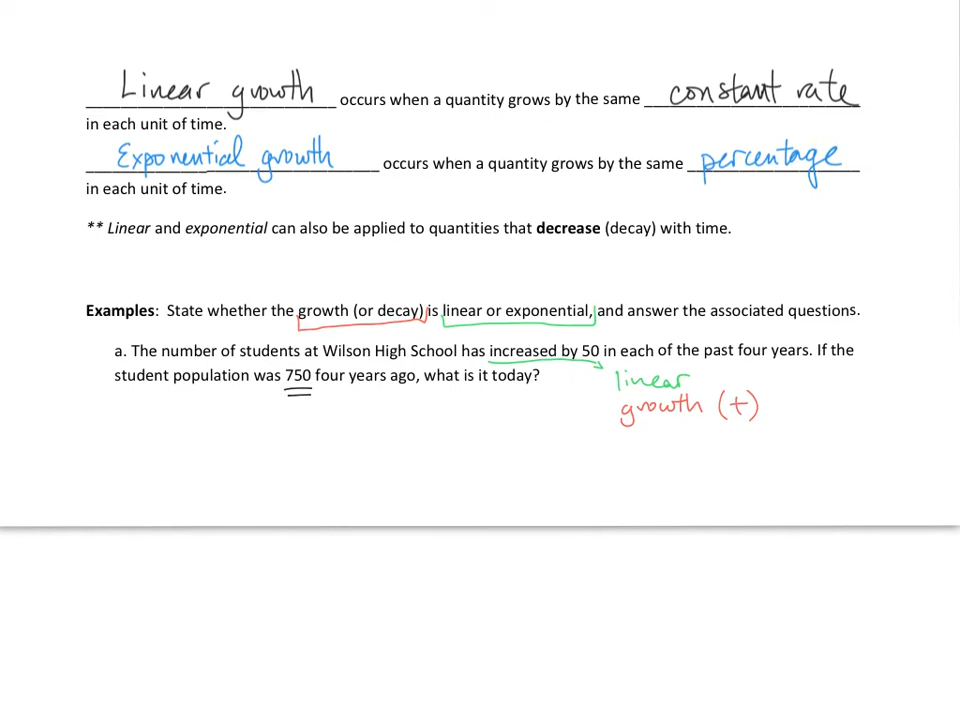 Linear growth occurs when a quantity grows by the same constant rate
in each unit of time.
Exponential growth occurs when a quantity grows by the same percentage
in each unit of time.
** Linear and exponential can also be applied to quantities that decrease (decay) with time.
Examples: State whether the growth (or decay) is linear or exponential, and answer the associated questions.
a. The number of students at Wilson High School has increased by 50 in each of the past four years. If the
student population was 750 four years ago, what is it today?
linear
growth (+)